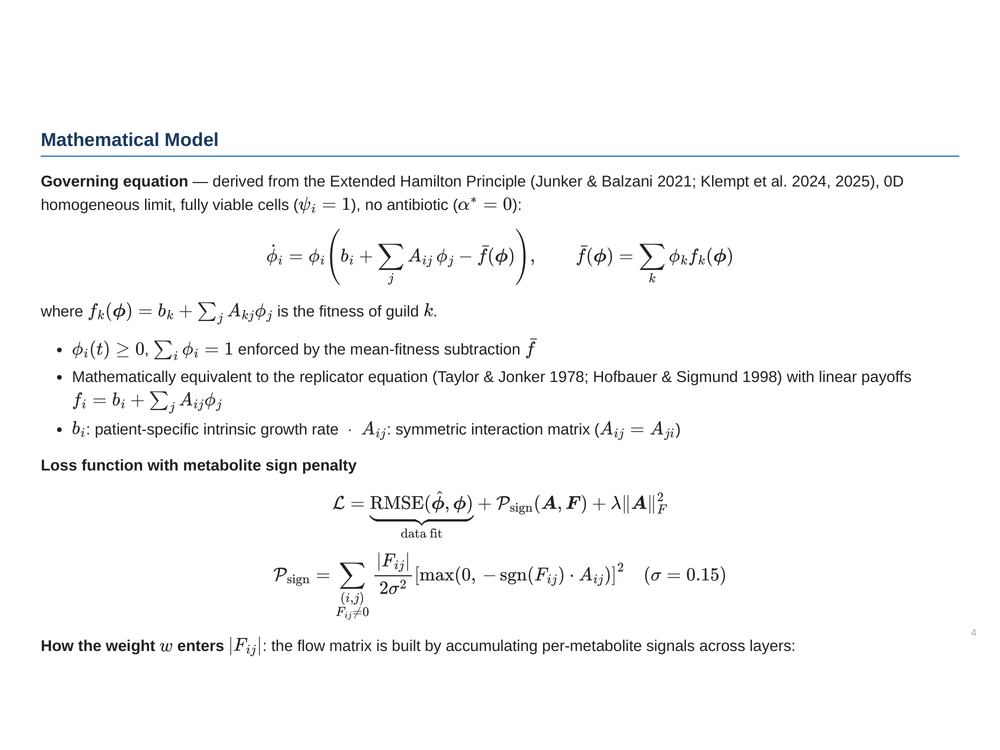 Mathematical Model
Governing equation — derived from the Extended Hamilton Principle (Junker & Balzani 2021; Klempt et al. 2024, 2025), 0D
homogeneous limit, fully viable cells ($\psi_i = 1$), no antibiotic ($\alpha^* = 0$):
$\dot{\phi}_i = \phi_i \left( b_i + \sum_j A_{ij}\, \phi_j - \bar{f}(\boldsymbol{\phi}) \right), \qquad \bar{f}(\boldsymbol{\phi}) = \sum_k \phi_k f_k(\boldsymbol{\phi})$
where $f_k(\boldsymbol{\phi}) = b_k + \sum_j A_{kj} \phi_j$ is the fitness of guild $k$.
• $\phi_i(t) \geq 0$, $\sum_i \phi_i = 1$ enforced by the mean-fitness subtraction $\bar{f}$
• Mathematically equivalent to the replicator equation (Taylor & Jonker 1978; Hofbauer & Sigmund 1998) with linear payoffs
$f_i = b_i + \sum_j A_{ij} \phi_j$
• $b_i$: patient-specific intrinsic growth rate · $A_{ij}$: symmetric interaction matrix ($A_{ij} = A_{ji}$)
Loss function with metabolite sign penalty
$\mathcal{L} = \underbrace{\mathrm{RMSE}(\hat{\boldsymbol{\phi}}, \boldsymbol{\phi})}_{\text{data fit}} + \mathcal{P}_{\text{sign}}(\boldsymbol{A}, \boldsymbol{F}) + \lambda \|\boldsymbol{A}\|_F^2$
$\mathcal{P}_{\text{sign}} = \sum_{\substack{(i,j) \\ F_{ij} \neq 0}} \frac{|F_{ij}|}{2\sigma^2} [\max(0, -\operatorname{sgn}(F_{ij}) \cdot A_{ij})]^2 \quad (\sigma = 0.15)$
How the weight $w$ enters $|F_{ij}|$: the flow matrix is built by accumulating per-metabolite signals across layers:
4